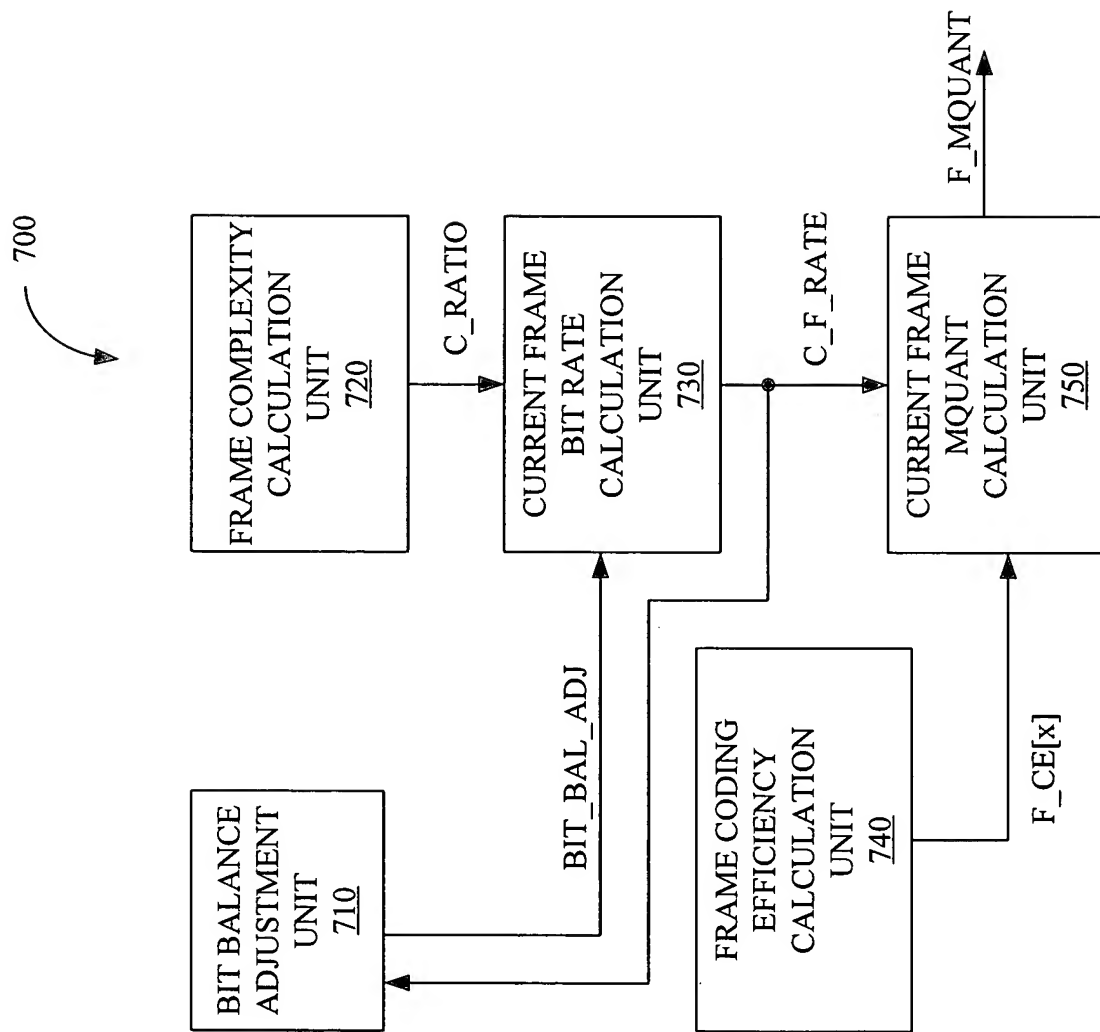 700
FRAME COMPLEXITY
CALCULATION
UNIT
720
C_RATIO
BIT BALANCE
ADJUSTMENT
UNIT
710
BIT_BAL_ADJ
CURRENT FRAME
BIT RATE
CALCULATION
UNIT
730
C_F_RATE
FRAME CODING
EFFICIENCY
CALCULATION
UNIT
740
F_CE[x]
CURRENT FRAME
MQUANT
CALCULATION
UNIT
750
F_MQUANT